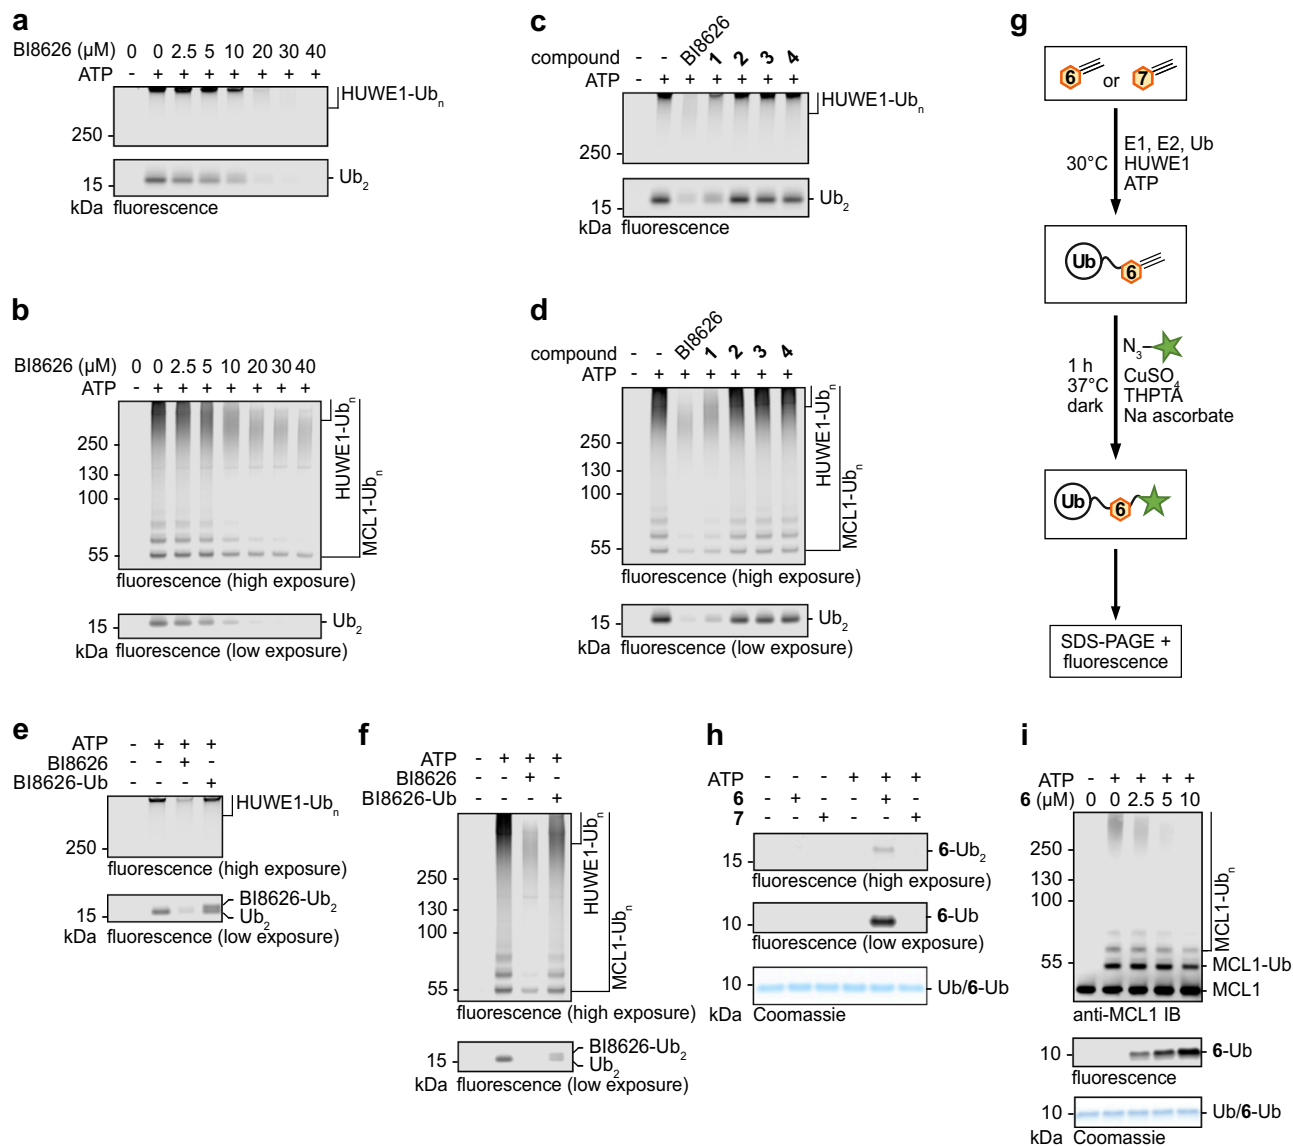 a
BI8626 (µM) 0 0 2.5 5 10 20 30 40
ATP - + + + + + + +
HUWE1-Ubn
250
15
Ub2
kDa fluorescence
b
BI8626 (µM) 0 0 2.5 5 10 20 30 40
ATP - + + + + + + +
250
130
100
55
HUWE1-Ubn
MCL1-Ubn
fluorescence (high exposure)
15
Ub2
kDa fluorescence (low exposure)
c
compound - - BI8626 1 2 3 4
ATP - + + + + + +
HUWE1-Ubn
250
15
Ub2
kDa fluorescence
d
compound - - BI8626 1 2 3 4
ATP - + + + + + +
250
130
100
55
HUWE1-Ubn
MCL1-Ubn
fluorescence (high exposure)
15
Ub2
kDa fluorescence (low exposure)
e
ATP - + + +
BI8626 - - + -
BI8626-Ub - - - +
HUWE1-Ubn
250
fluorescence (high exposure)
15
BI8626-Ub2
Ub2
kDa fluorescence (low exposure)
f
ATP - + + +
BI8626 - - + -
BI8626-Ub - - - +
250
130
100
55
HUWE1-Ubn
MCL1-Ubn
fluorescence (high exposure)
15
BI8626-Ub2
Ub2
kDa fluorescence (low exposure)
g
6 or 7
30°C
E1, E2, Ub
HUWE1
ATP
Ub 6
1 h
37°C
dark
N3
CuSO4
THPTA
Na ascorbate
Ub 6
SDS-PAGE +
fluorescence
h
ATP - - - + + +
6 - + - - + -
7 - - + - - +
15
6-Ub2
fluorescence (high exposure)
10
6-Ub
fluorescence (low exposure)
10
Ub/6-Ub
kDa Coomassie
i
ATP - + + + +
6 (µM) 0 0 2.5 5 10
250
130
100
55
MCL1-Ubn
MCL1-Ub
MCL1
anti-MCL1 IB
10
6-Ub
fluorescence
10
Ub/6-Ub
kDa Coomassie